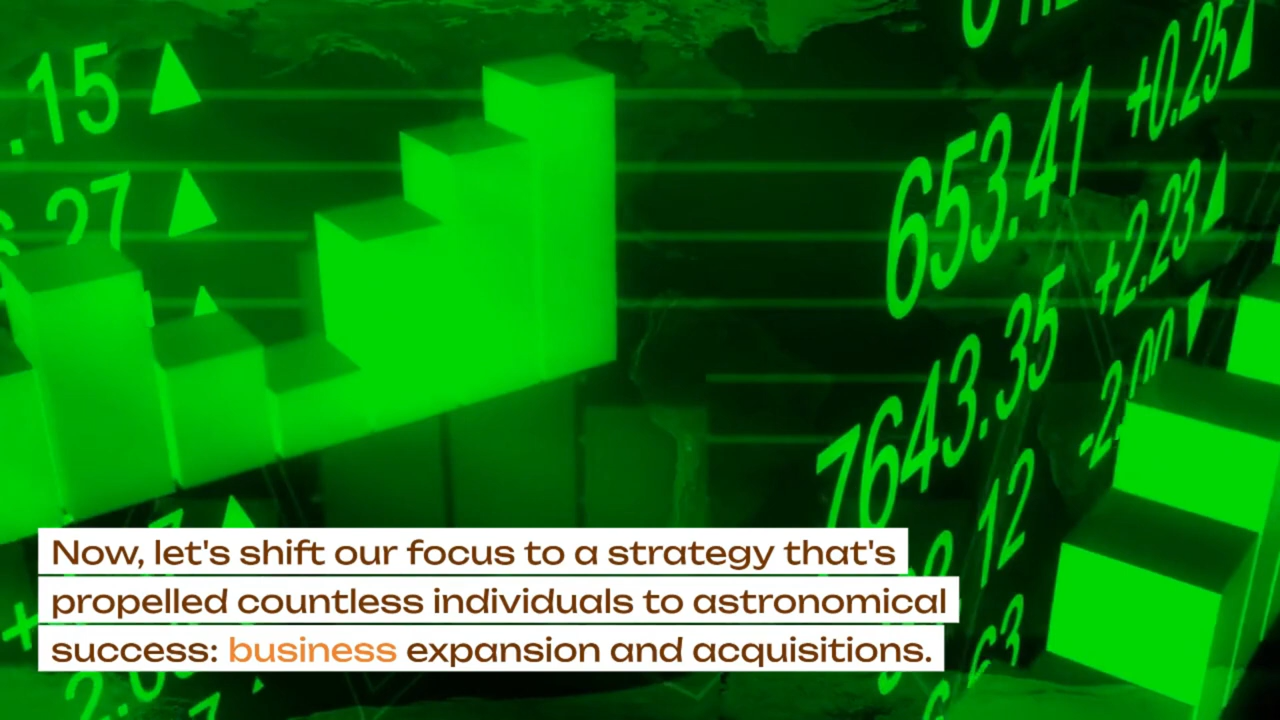 .15
+0.25
653.41
+2.23
7643.35
12
63
Now, let's shift our focus to a strategy that's
propelled countless individuals to astronomical
success: business expansion and acquisitions.